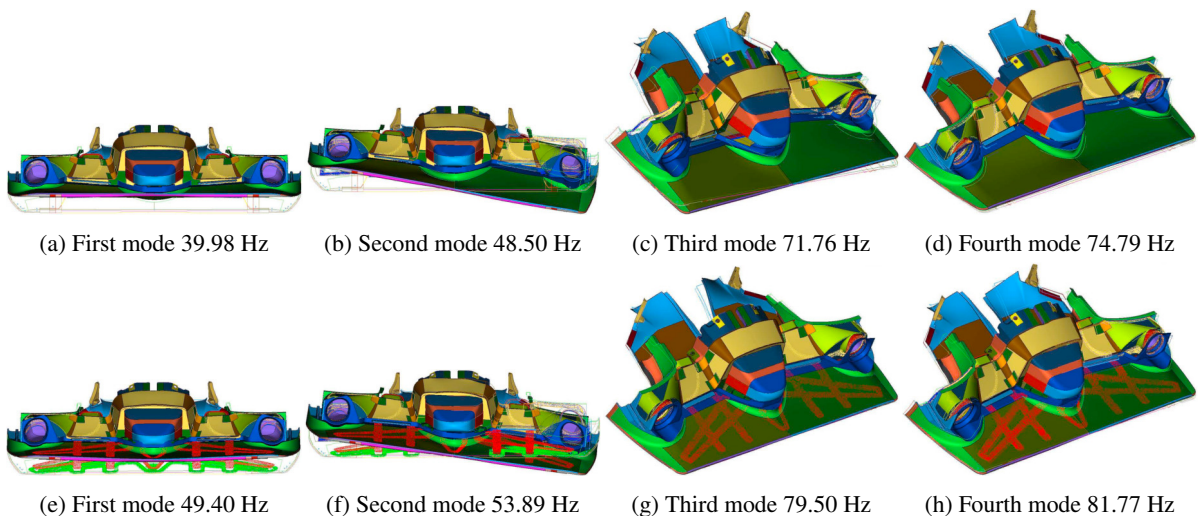 (a) First mode 39.98 Hz
(b) Second mode 48.50 Hz
(c) Third mode 71.76 Hz
(d) Fourth mode 74.79 Hz
(e) First mode 49.40 Hz
(f) Second mode 53.89 Hz
(g) Third mode 79.50 Hz
(h) Fourth mode 81.77 Hz